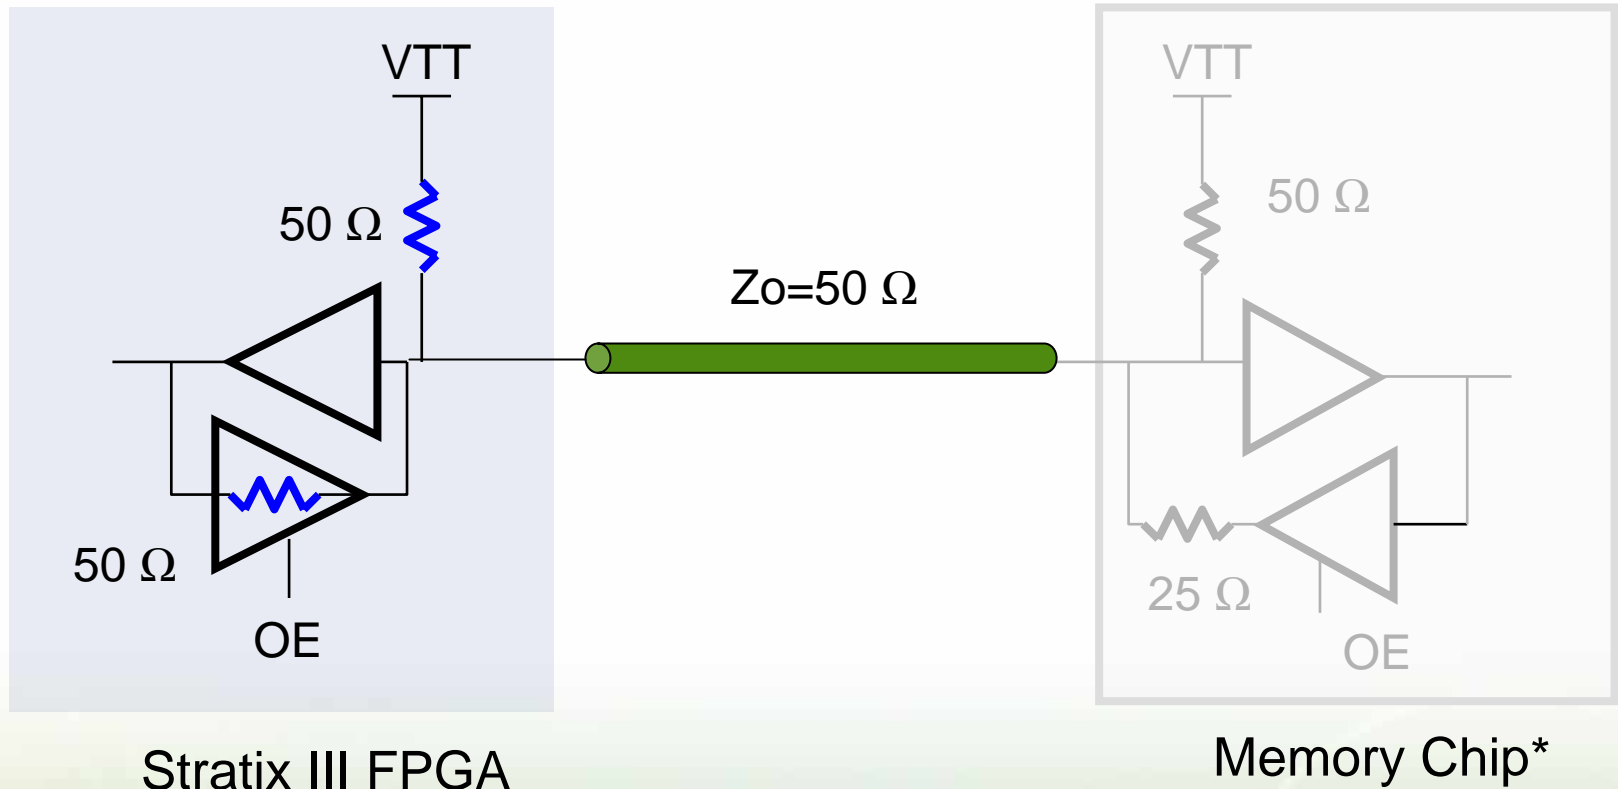 VTT
50 Ω
50 Ω
OE
Zo=50 Ω
VTT
50 Ω
25 Ω
OE
Stratix III FPGA
Memory Chip*